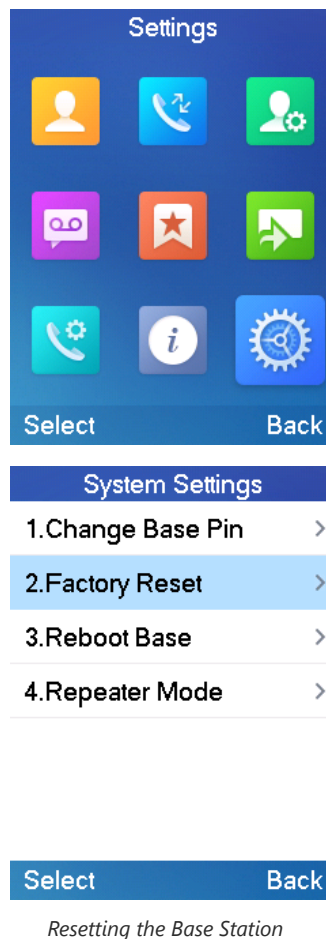 Settings
i
Select Back
System Settings
1.Change Base Pin
2.Factory Reset
3.Reboot Base
4.Repeater Mode
Select Back
Resetting the Base Station